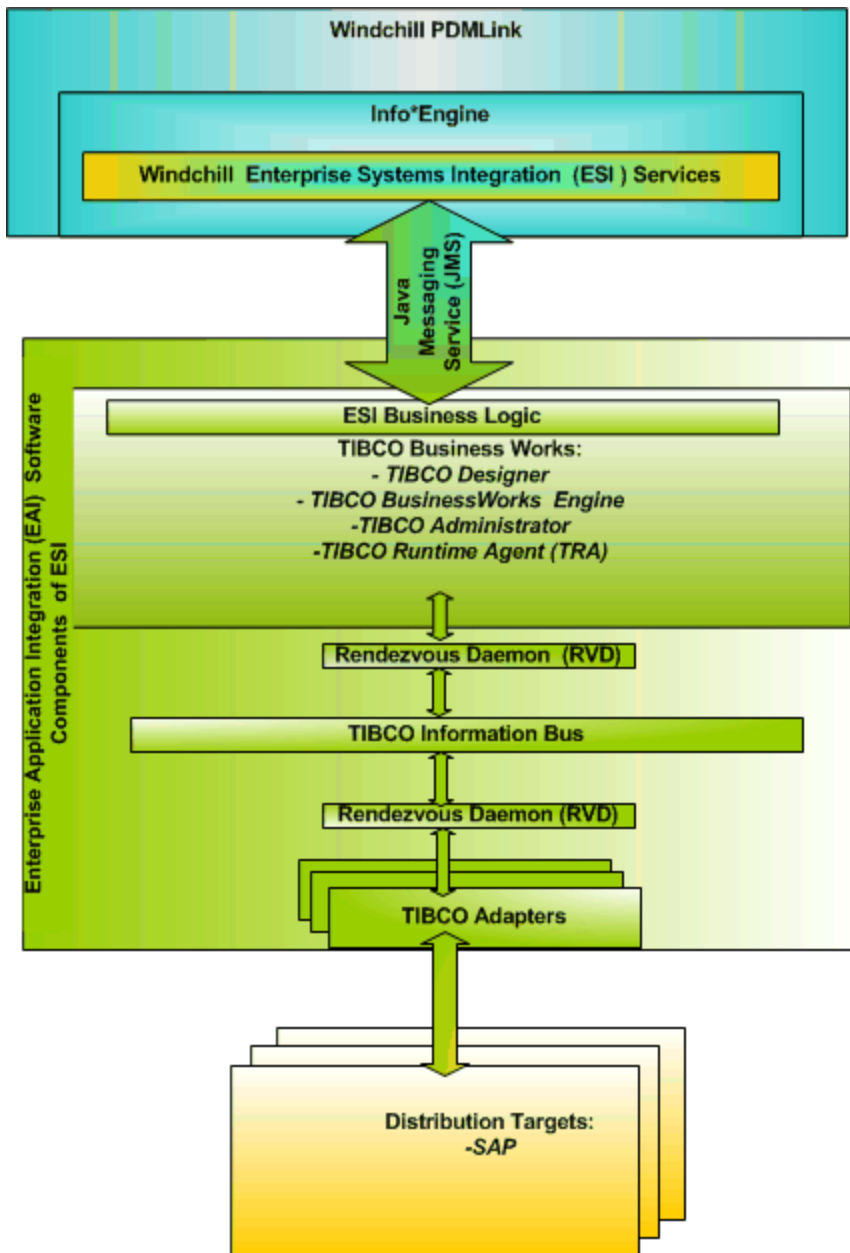 Windchill PDMLink
Info*Engine
Windchill Enterprise Systems Integration (ESI ) Services
Java
Messaging
Service (JMS)
Enterprise Application Integration (EAI) Software
Components of ESI
ESI Business Logic
TIBCO Business Works:
- TIBCO Designer
- TIBCO BusinessWorks Engine
-TIBCO Administrator
-TIBCO Runtime Agent (TRA)
Rendezvous Daemon (RVD)
TIBCO Information Bus
Rendezvous Daemon (RVD)
TIBCO Adapters
Distribution Targets:
-SAP